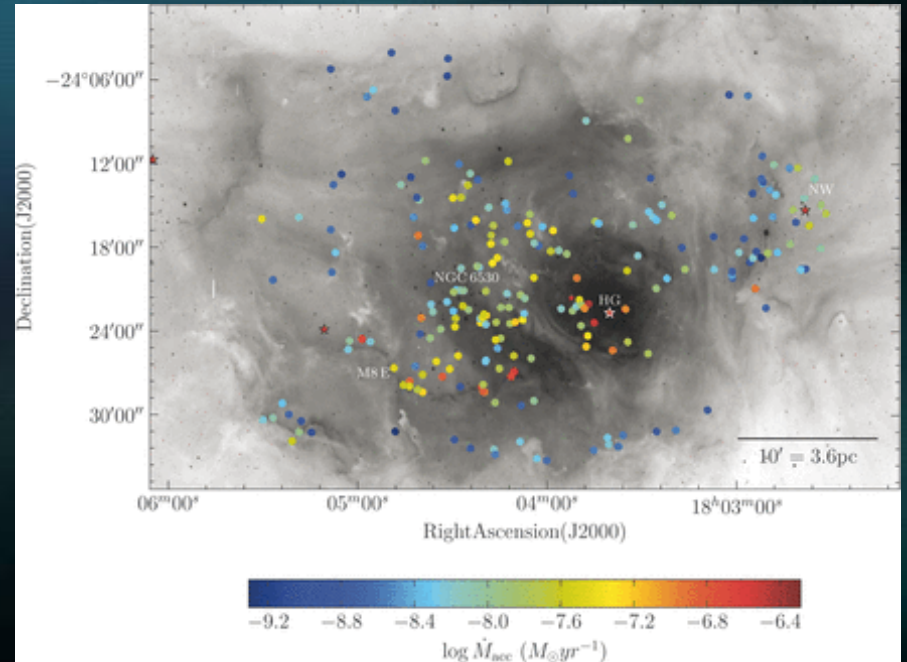 −24°06′00″
12′00″
NW
18′00″
NGC 6530
HG
24′00″
M8E
30′00″
10′ = 3.6pc
Declination(J2000)
06ᵐ00ˢ
05ᵐ00ˢ
04ᵐ00ˢ
18ʰ03ᵐ00ˢ
RightAscension(J2000)
−9.2 −8.8 −8.4 −8.0 −7.6 −7.2 −6.8 −6.4
log Ṁacc (M⊙yr⁻¹)